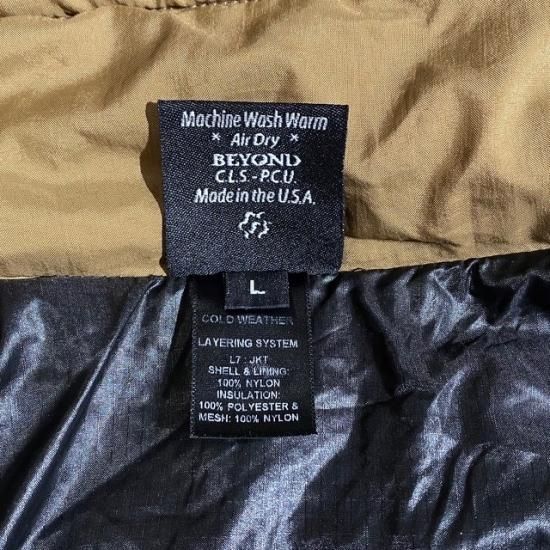 Machine Wash Warm
* Air Dry *
BEYOND
C.L.S. - P.C.U.
Made in the U.S.A.
L
COLD WEATHER
LAYERING SYSTEM
L7 : JKT
SHELL & LINING:
100% NYLON
INSULATION:
100% POLYESTER &
MESH: 100% NYLON